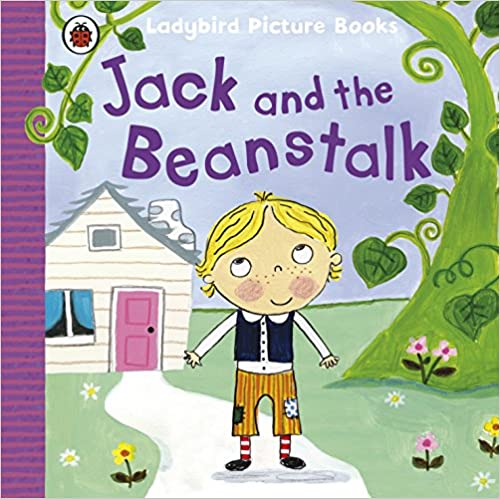 Ladybird Picture Books
Jack and the
Beanstalk